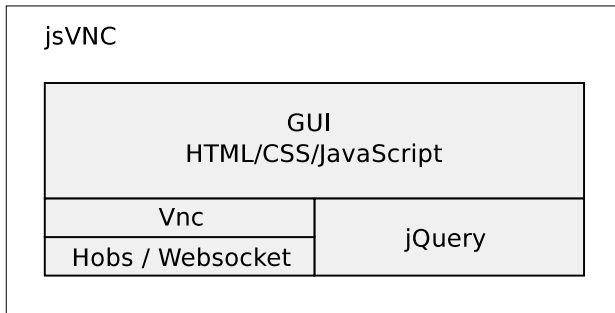 jsVNC
GUI
HTML/CSS/JavaScript
Vnc
Hobs / Websocket
jQuery